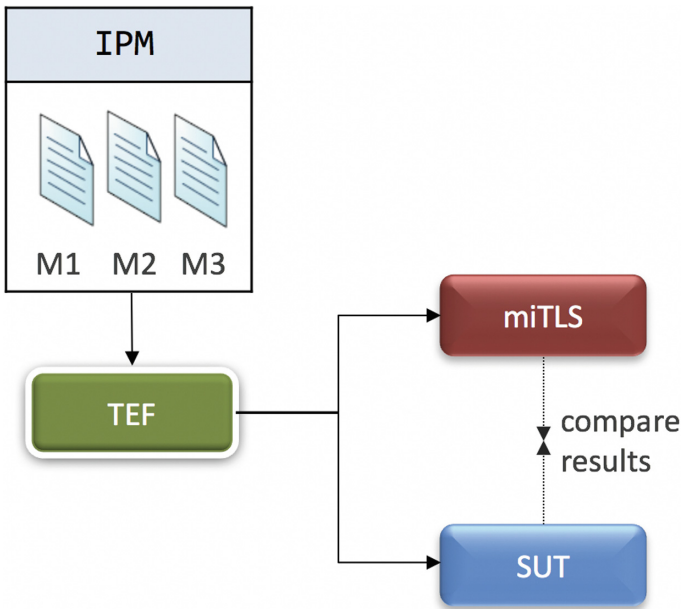 IPM
M1 M2 M3
TEF
miTLS
compare
results
SUT